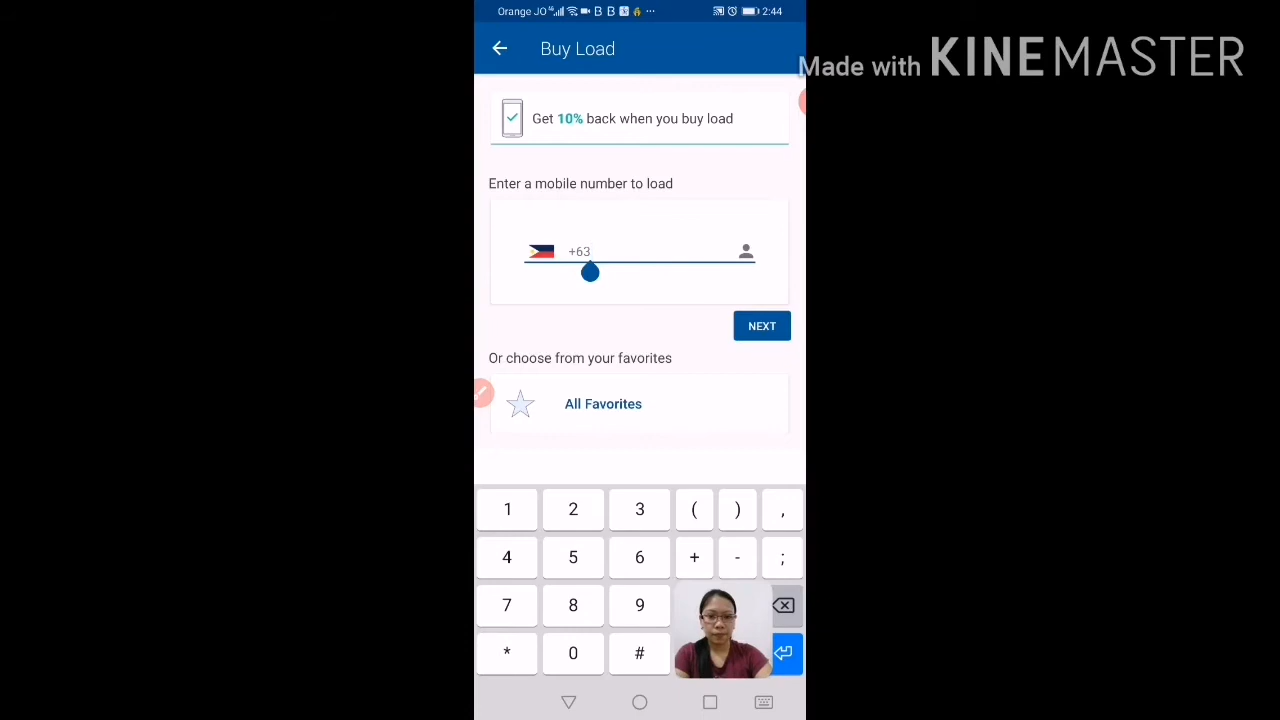 Orange JO 2:44
Buy Load
Made with KINEMASTER
Get 10% back when you buy load
Enter a mobile number to load
+63
NEXT
Or choose from your favorites
All Favorites
1 2 3 ( ) ,
4 5 6 + - ;
7 8 9
* 0 #